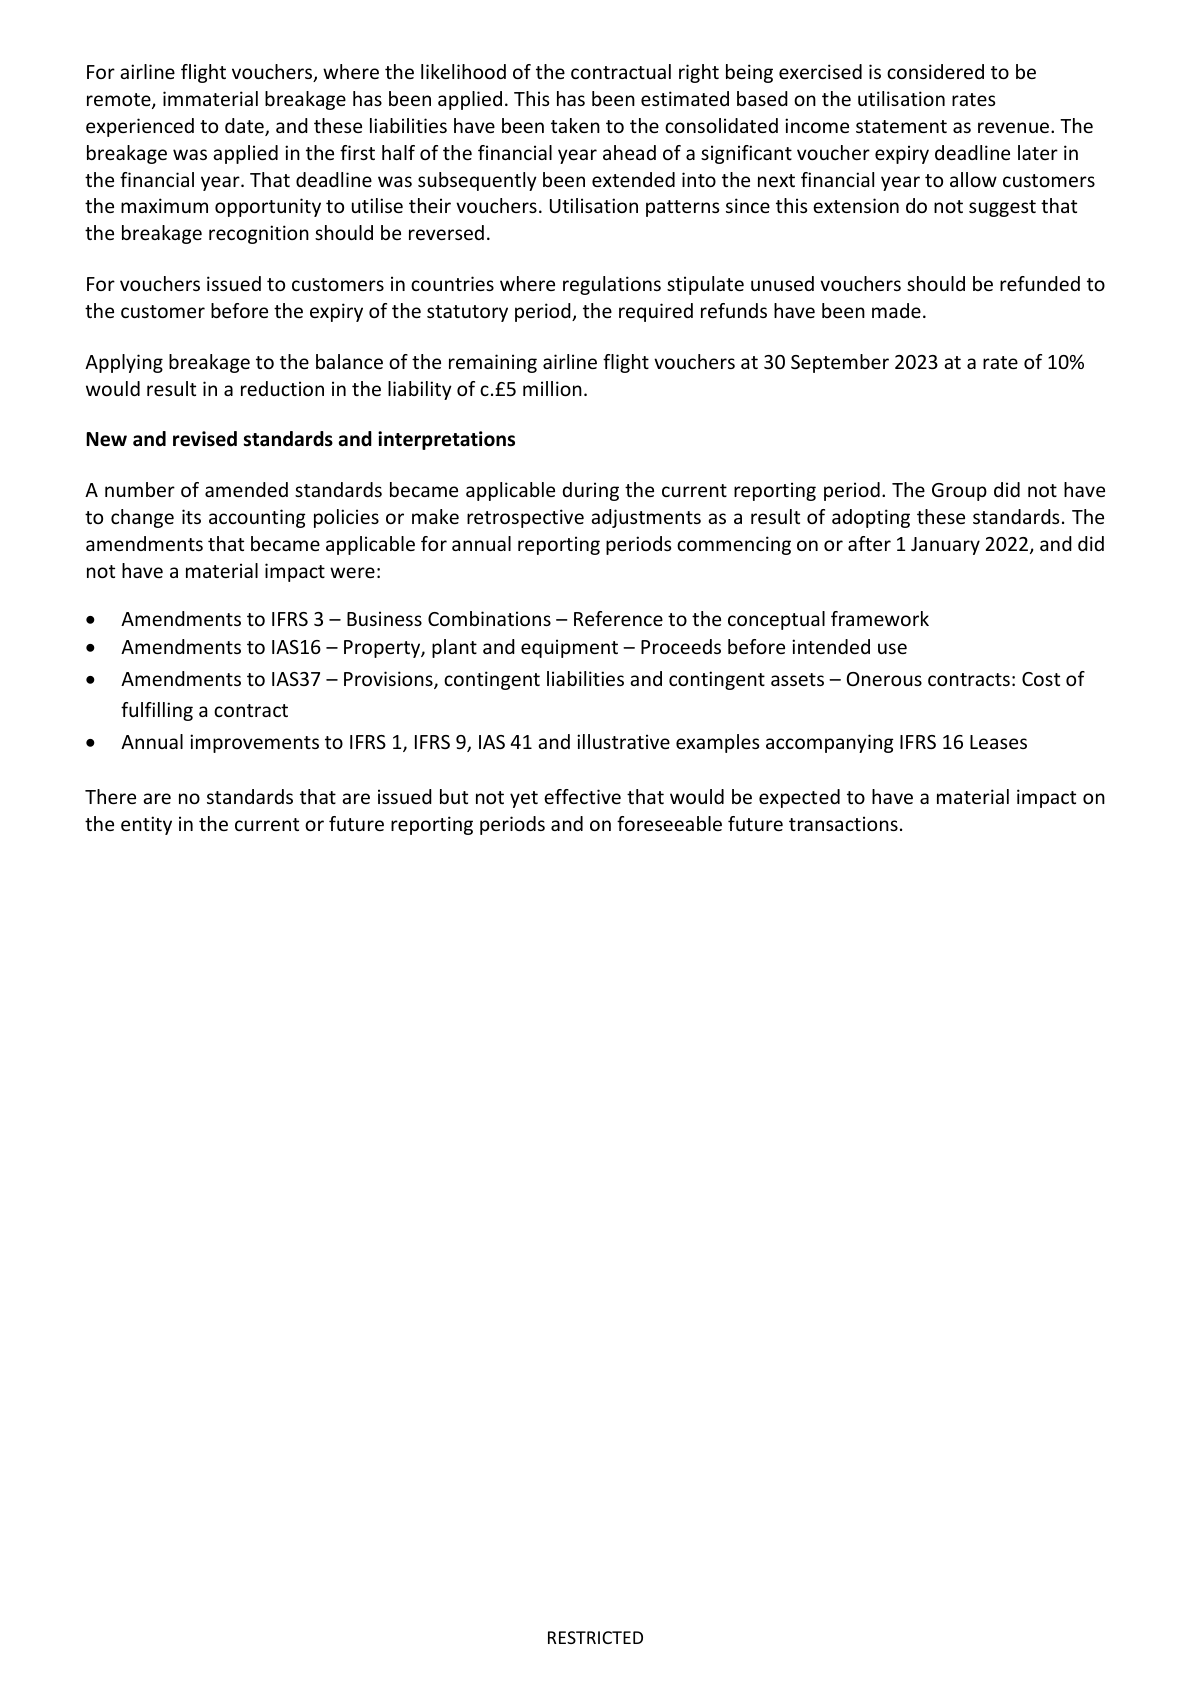 For airline flight vouchers, where the likelihood of the contractual right being exercised is considered to be
remote, immaterial breakage has been applied. This has been estimated based on the utilisation rates
experienced to date, and these liabilities have been taken to the consolidated income statement as revenue. The
breakage was applied in the first half of the financial year ahead of a significant voucher expiry deadline later in
the financial year. That deadline was subsequently been extended into the next financial year to allow customers
the maximum opportunity to utilise their vouchers. Utilisation patterns since this extension do not suggest that
the breakage recognition should be reversed.
For vouchers issued to customers in countries where regulations stipulate unused vouchers should be refunded to
the customer before the expiry of the statutory period, the required refunds have been made.
Applying breakage to the balance of the remaining airline flight vouchers at 30 September 2023 at a rate of 10%
would result in a reduction in the liability of c.£5 million.
New and revised standards and interpretations
A number of amended standards became applicable during the current reporting period. The Group did not have
to change its accounting policies or make retrospective adjustments as a result of adopting these standards. The
amendments that became applicable for annual reporting periods commencing on or after 1 January 2022, and did
not have a material impact were:
• Amendments to IFRS 3 – Business Combinations – Reference to the conceptual framework
• Amendments to IAS16 – Property, plant and equipment – Proceeds before intended use
• Amendments to IAS37 – Provisions, contingent liabilities and contingent assets – Onerous contracts: Cost of
fulfilling a contract
• Annual improvements to IFRS 1, IFRS 9, IAS 41 and illustrative examples accompanying IFRS 16 Leases
There are no standards that are issued but not yet effective that would be expected to have a material impact on
the entity in the current or future reporting periods and on foreseeable future transactions.
RESTRICTED